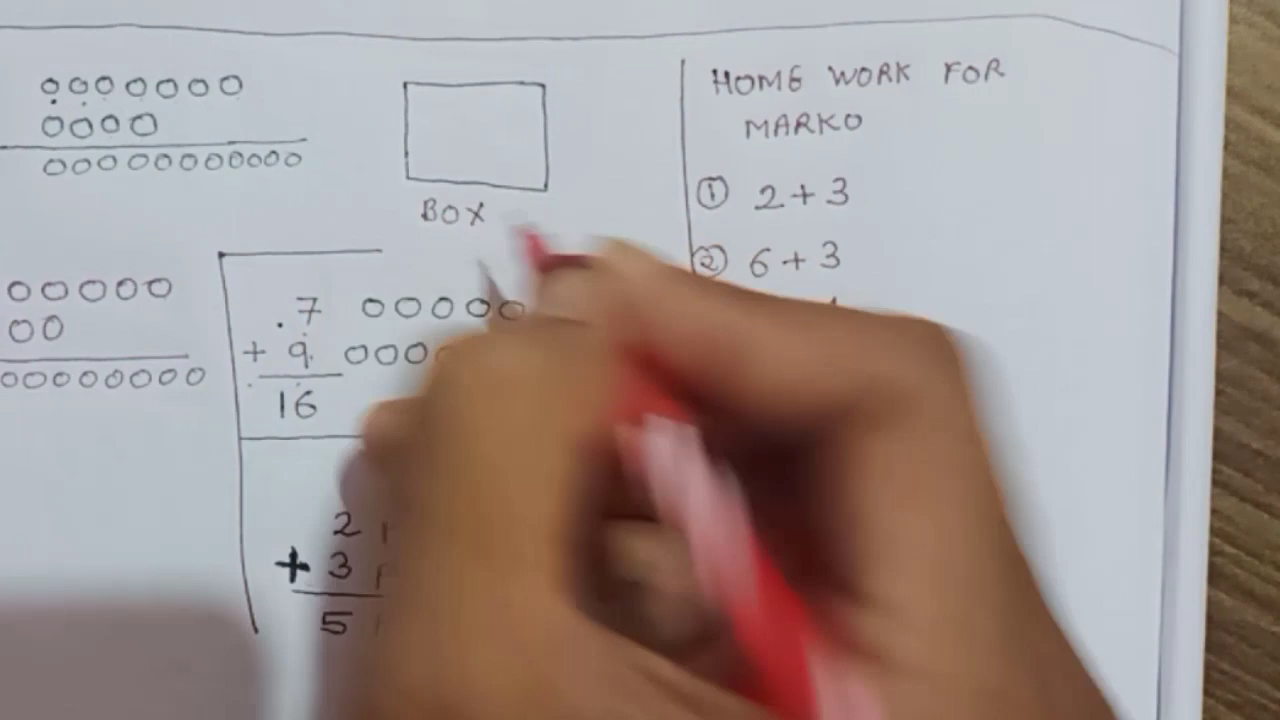 HOME WORK FOR
MARKO
① 2 + 3
② 6 + 3
BOX
7
+ 9
16
2
+ 3
5